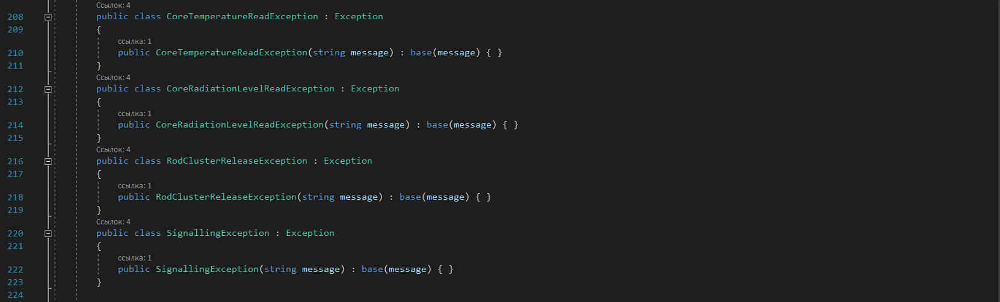 Ссылок: 4
208 public class CoreTemperatureReadException : Exception
209 {
ссылка: 1
210 public CoreTemperatureReadException(string message) : base(message) { }
211 }
Ссылок: 4
212 public class CoreRadiationLevelReadException : Exception
213 {
ссылка: 1
214 public CoreRadiationLevelReadException(string message) : base(message) { }
215 }
Ссылок: 4
216 public class RodClusterReleaseException : Exception
217 {
ссылка: 1
218 public RodClusterReleaseException(string message) : base(message) { }
219 }
Ссылок: 4
220 public class SignallingException : Exception
221 {
ссылка: 1
222 public SignallingException(string message) : base(message) { }
223 }
224